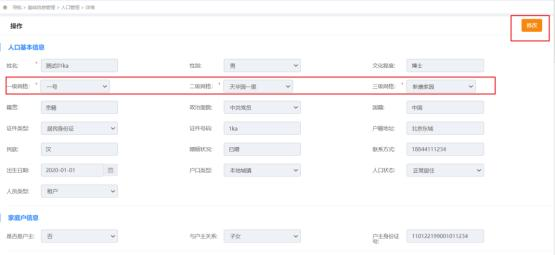 导航 > 基础信息管理 > 人口管理 > 详情
操作 修改
人口基本信息
姓名: * 测试01ka 性别: 男 文化程度: 博士
一级网格: * 一号 二级网格: * 天华园一里 三级网格: * 新康家园
籍贯: 京籍 政治面貌: 中共党员 国籍: 中国
证件类型: 居民身份证 证件号码: 1ka 户籍地址: 北京东城
民族: 汉 婚姻状况: 已婚 联系方式: 18844111234
出生日期: 2020-01-01 户口类型: 本地城镇 人口状态: 正常居住
人员类型: 租户
家庭户信息
是否是户主: 否 与户主关系: 子女 户主身份证号: 110122199001011234